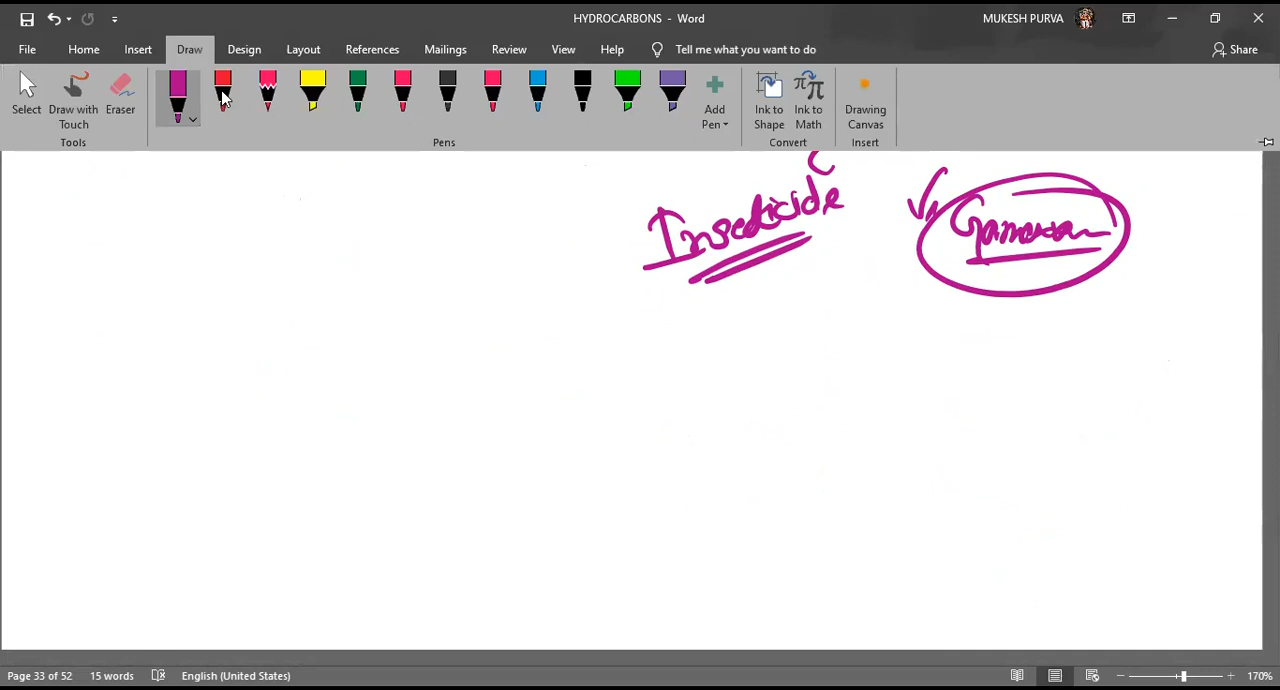 HYDROCARBONS - Word
MUKESH PURVA
File Home Insert Draw Design Layout References Mailings Review View Help Tell me what you want to do Share
Select
Draw with Touch
Eraser
Add Pen
Ink to Shape
Ink to Math
Drawing Canvas
Tools Pens Convert Insert
Insecticide
Page 33 of 52 15 words English (United States) 170%